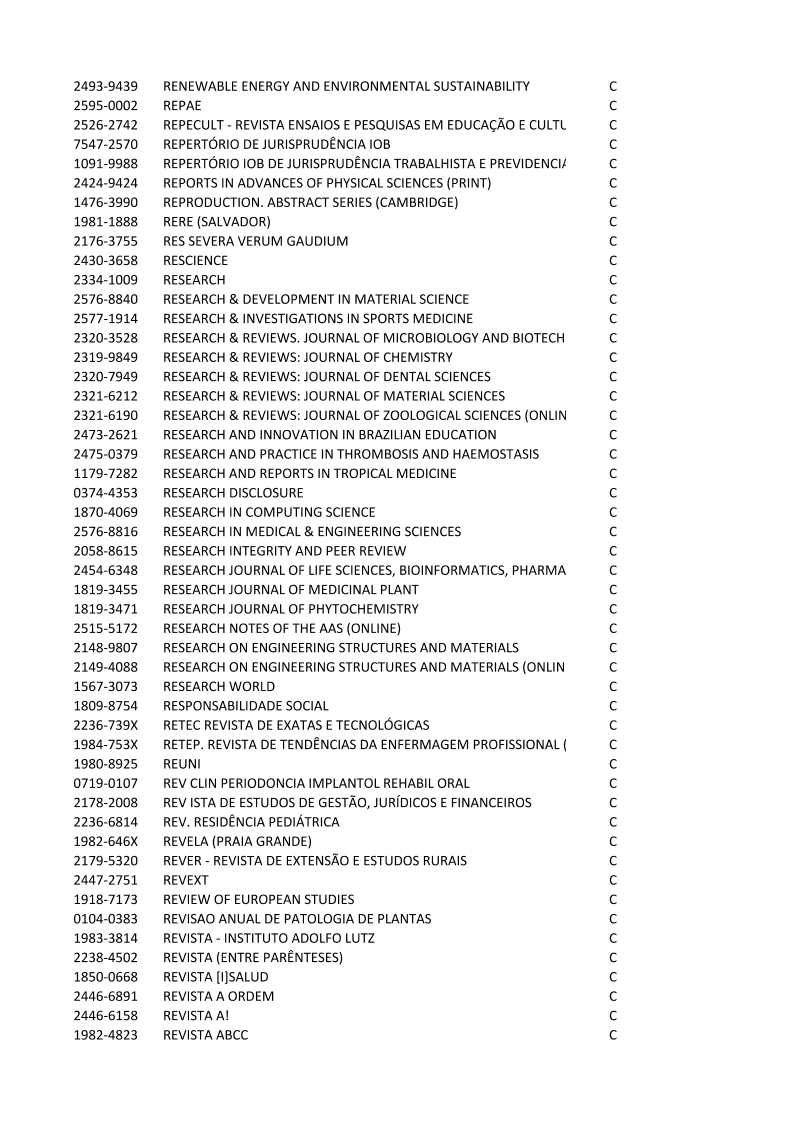 2493-9439 RENEWABLE ENERGY AND ENVIRONMENTAL SUSTAINABILITY C
2595-0002 REPAE C
2526-2742 REPECULT - REVISTA ENSAIOS E PESQUISAS EM EDUCAÇÃO E CULTU C
7547-2570 REPERTÓRIO DE JURISPRUDÊNCIA IOB C
1091-9988 REPERTÓRIO IOB DE JURISPRUDÊNCIA TRABALHISTA E PREVIDENCIA C
2424-9424 REPORTS IN ADVANCES OF PHYSICAL SCIENCES (PRINT) C
1476-3990 REPRODUCTION. ABSTRACT SERIES (CAMBRIDGE) C
1981-1888 RERE (SALVADOR) C
2176-3755 RES SEVERA VERUM GAUDIUM C
2430-3658 RESCIENCE C
2334-1009 RESEARCH C
2576-8840 RESEARCH & DEVELOPMENT IN MATERIAL SCIENCE C
2577-1914 RESEARCH & INVESTIGATIONS IN SPORTS MEDICINE C
2320-3528 RESEARCH & REVIEWS. JOURNAL OF MICROBIOLOGY AND BIOTECH C
2319-9849 RESEARCH & REVIEWS: JOURNAL OF CHEMISTRY C
2320-7949 RESEARCH & REVIEWS: JOURNAL OF DENTAL SCIENCES C
2321-6212 RESEARCH & REVIEWS: JOURNAL OF MATERIAL SCIENCES C
2321-6190 RESEARCH & REVIEWS: JOURNAL OF ZOOLOGICAL SCIENCES (ONLIN C
2473-2621 RESEARCH AND INNOVATION IN BRAZILIAN EDUCATION C
2475-0379 RESEARCH AND PRACTICE IN THROMBOSIS AND HAEMOSTASIS C
1179-7282 RESEARCH AND REPORTS IN TROPICAL MEDICINE C
0374-4353 RESEARCH DISCLOSURE C
1870-4069 RESEARCH IN COMPUTING SCIENCE C
2576-8816 RESEARCH IN MEDICAL & ENGINEERING SCIENCES C
2058-8615 RESEARCH INTEGRITY AND PEER REVIEW C
2454-6348 RESEARCH JOURNAL OF LIFE SCIENCES, BIOINFORMATICS, PHARMA C
1819-3455 RESEARCH JOURNAL OF MEDICINAL PLANT C
1819-3471 RESEARCH JOURNAL OF PHYTOCHEMISTRY C
2515-5172 RESEARCH NOTES OF THE AAS (ONLINE) C
2148-9807 RESEARCH ON ENGINEERING STRUCTURES AND MATERIALS C
2149-4088 RESEARCH ON ENGINEERING STRUCTURES AND MATERIALS (ONLIN C
1567-3073 RESEARCH WORLD C
1809-8754 RESPONSABILIDADE SOCIAL C
2236-739X RETEC REVISTA DE EXATAS E TECNOLÓGICAS C
1984-753X RETEP. REVISTA DE TENDÊNCIAS DA ENFERMAGEM PROFISSIONAL ( C
1980-8925 REUNI C
0719-0107 REV CLIN PERIODONCIA IMPLANTOL REHABIL ORAL C
2178-2008 REV ISTA DE ESTUDOS DE GESTÃO, JURÍDICOS E FINANCEIROS C
2236-6814 REV. RESIDÊNCIA PEDIÁTRICA C
1982-646X REVELA (PRAIA GRANDE) C
2179-5320 REVER - REVISTA DE EXTENSÃO E ESTUDOS RURAIS C
2447-2751 REVEXT C
1918-7173 REVIEW OF EUROPEAN STUDIES C
0104-0383 REVISAO ANUAL DE PATOLOGIA DE PLANTAS C
1983-3814 REVISTA - INSTITUTO ADOLFO LUTZ C
2238-4502 REVISTA (ENTRE PARÊNTESES) C
1850-0668 REVISTA [I]SALUD C
2446-6891 REVISTA A ORDEM C
2446-6158 REVISTA A! C
1982-4823 REVISTA ABCC C